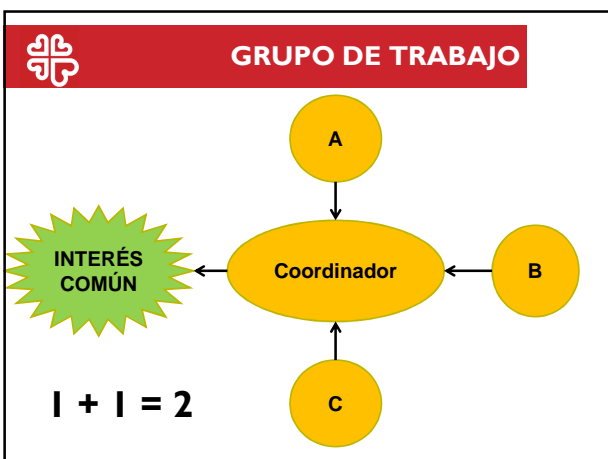 GRUPO DE TRABAJO
A
INTERÉS
COMÚN
Coordinador
B
1 + 1 = 2
C